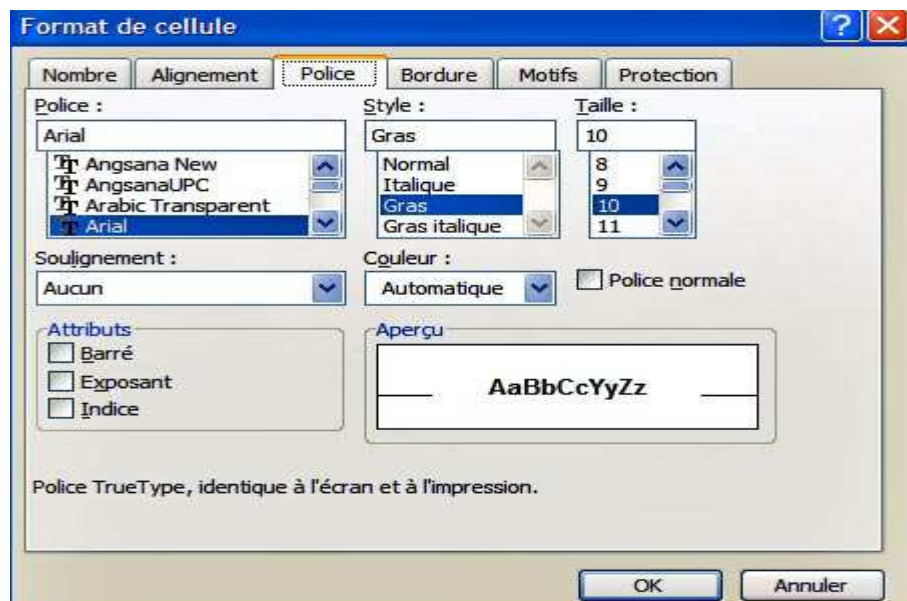 Format de cellule
Nombre Alignement Police Bordure Motifs Protection
Police : Style : Taille :
Arial Gras 10
Angsana New Normal 8
AngsanaUPC Italique 9
Arabic Transparent Gras 10
Arial Gras italique 11
Soulignement : Couleur :
Aucun Automatique Police normale
Attributs Aperçu
Barré
Exposant AaBbCcYyZz
Indice
Police TrueType, identique à l'écran et à l'impression.
OK Annuler